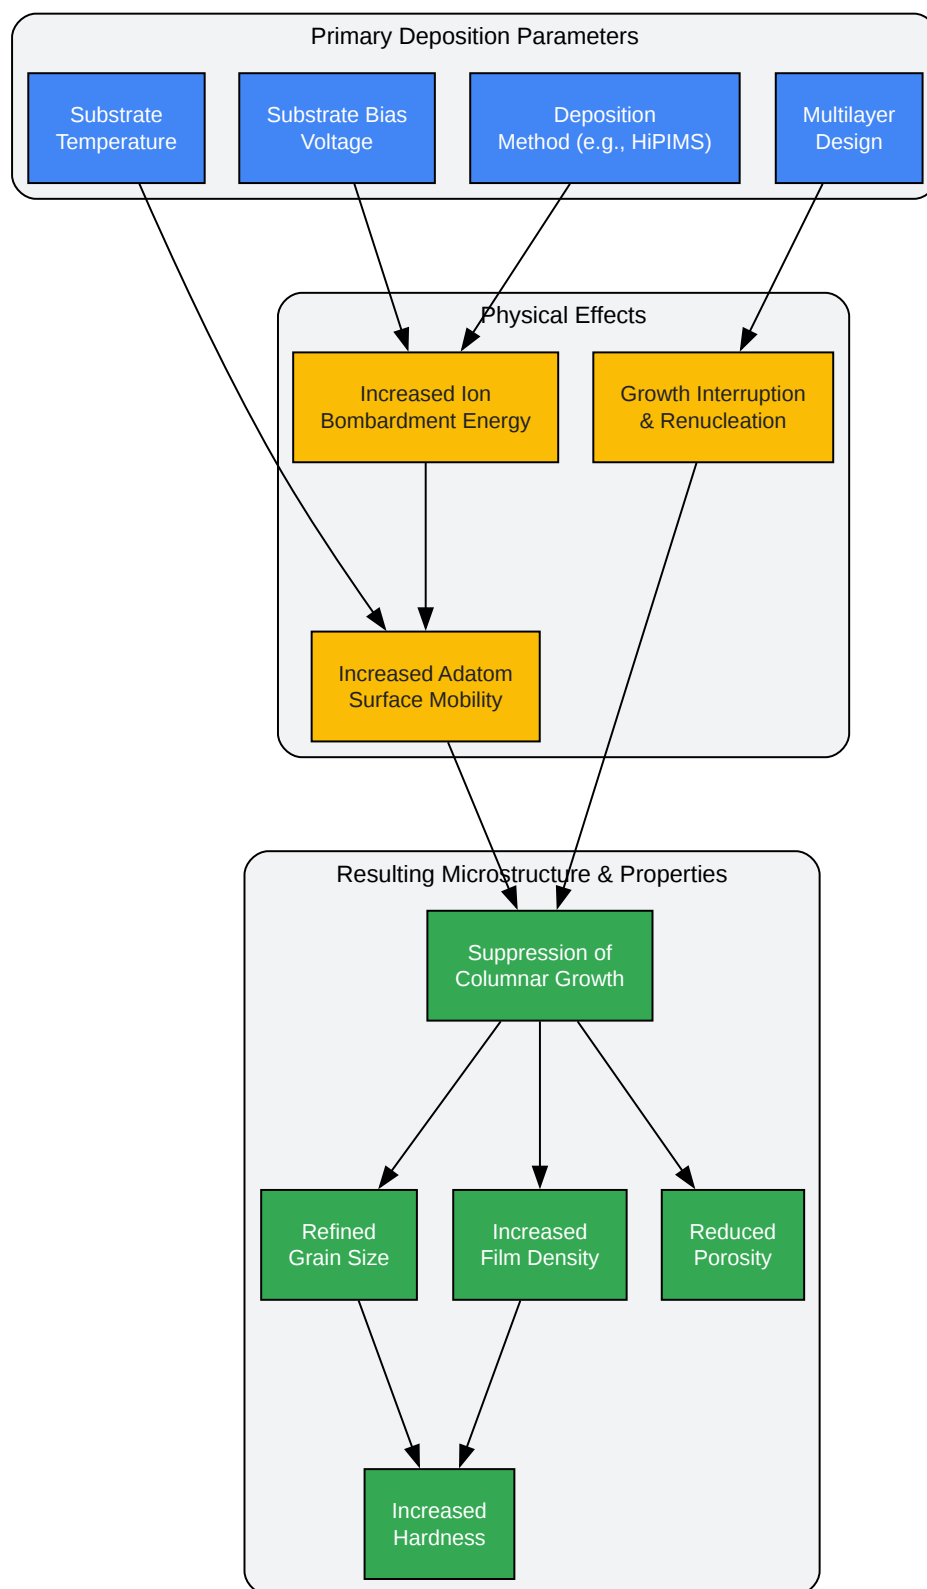 Primary Deposition Parameters
Substrate
Temperature
Substrate Bias
Voltage
Deposition
Method (e.g., HiPIMS)
Multilayer
Design
Physical Effects
Increased Ion
Bombardment Energy
Growth Interruption
& Renucleation
Increased Adatom
Surface Mobility
Resulting Microstructure & Properties
Suppression of
Columnar Growth
Refined
Grain Size
Increased
Film Density
Reduced
Porosity
Increased
Hardness